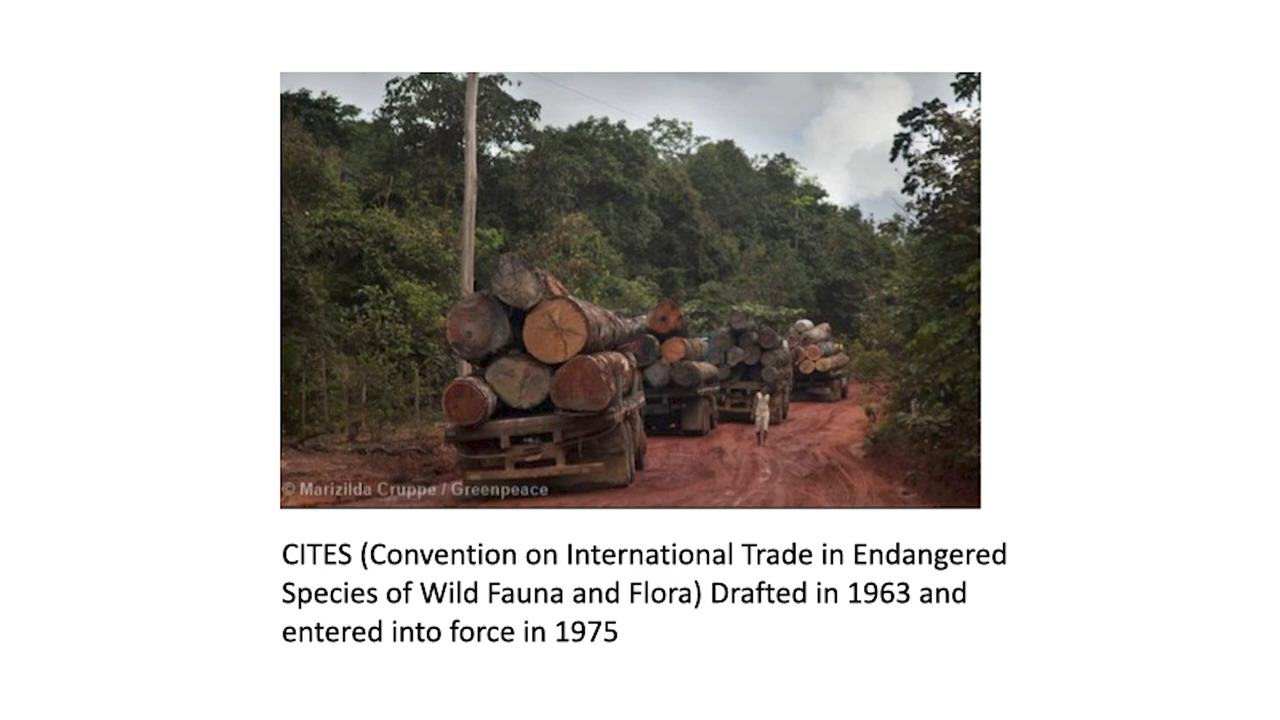 © Marizilda Cruppe / Greenpeace
CITES (Convention on International Trade in Endangered
Species of Wild Fauna and Flora) Drafted in 1963 and
entered into force in 1975